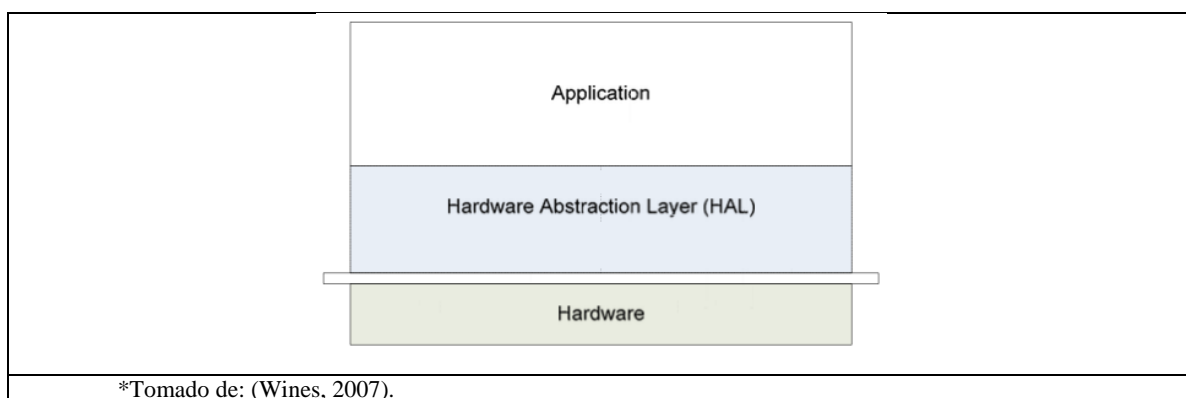 Application
Hardware Abstraction Layer (HAL)
Hardware
*Tomado de: (Wines, 2007).